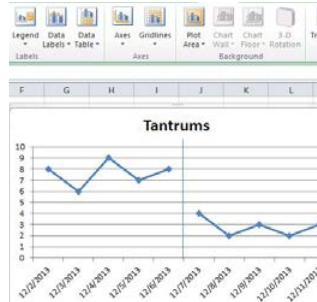 Legend Data Data Axes Gridlines Plot Chart Chart 3-D
Labels Table Area Wall Floor Rotation
Labels Axes Background
F G H I J K L
Tantrums
10
9
8
7
6
5
4
3
2
1
0
12/2/2013 12/3/2013 12/4/2013 12/5/2013 12/6/2013 12/7/2013 12/8/2013 12/9/2013 12/10/2013 12/11/2013